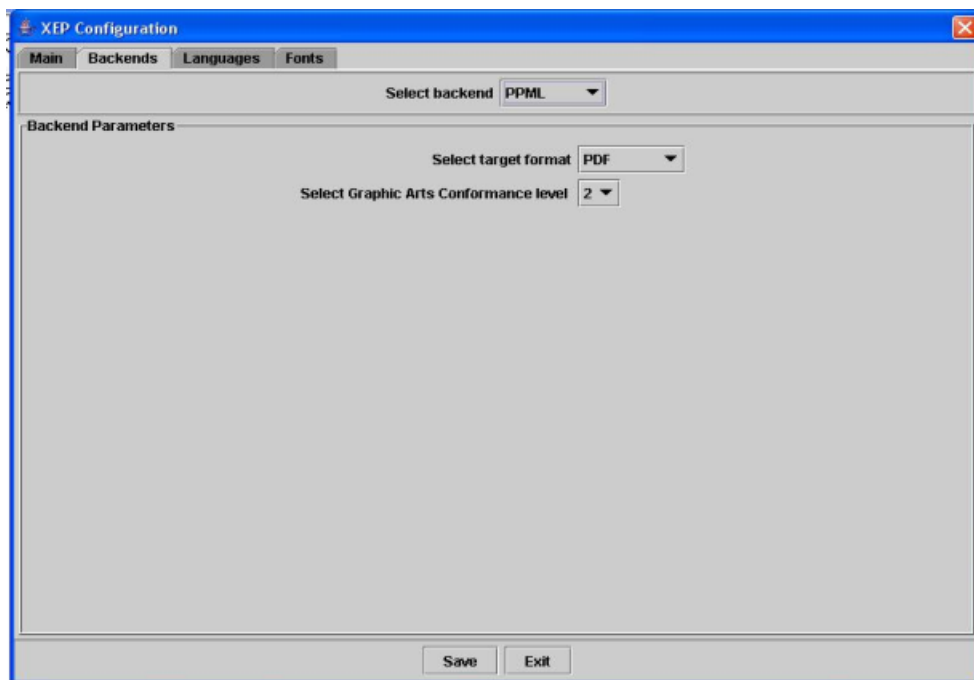 XEP Configuration
Main Backends Languages Fonts
Select backend PPML
Backend Parameters
Select target format PDF
Select Graphic Arts Conformance level 2
Save Exit